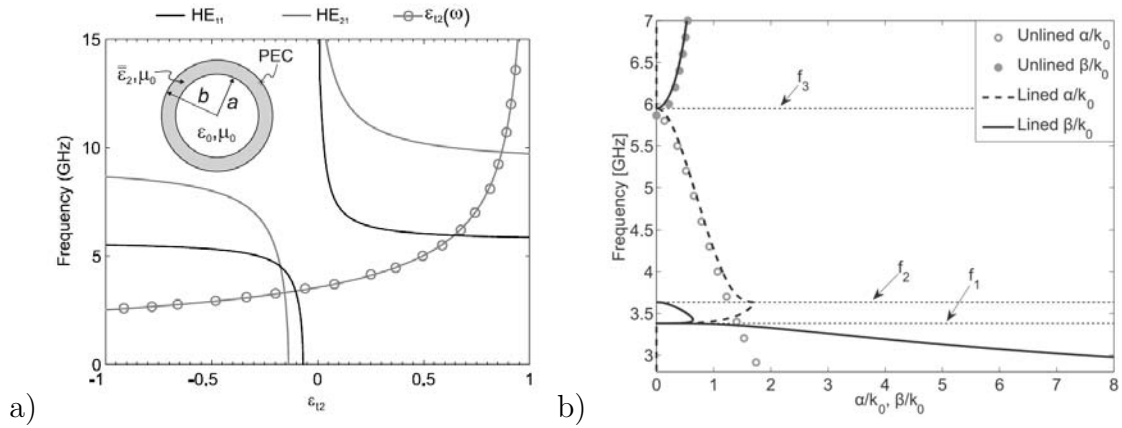 HE₁₁ HE₂₁ εt2(ω)
15
10
5
0
Frequency (GHz)
PEC
ε̿₂,μ₀
b
a
ε₀,μ₀
-1 -0.5 0 0.5 1
εt2
a)
7
6.5
6
5.5
5
4.5
4
3.5
3
Frequency [GHz]
Unlined α/k₀
Unlined β/k₀
Lined α/k₀
Lined β/k₀
f₃
f₂
f₁
0 1 2 3 4 5 6 7 8
α/k₀, β/k₀
b)